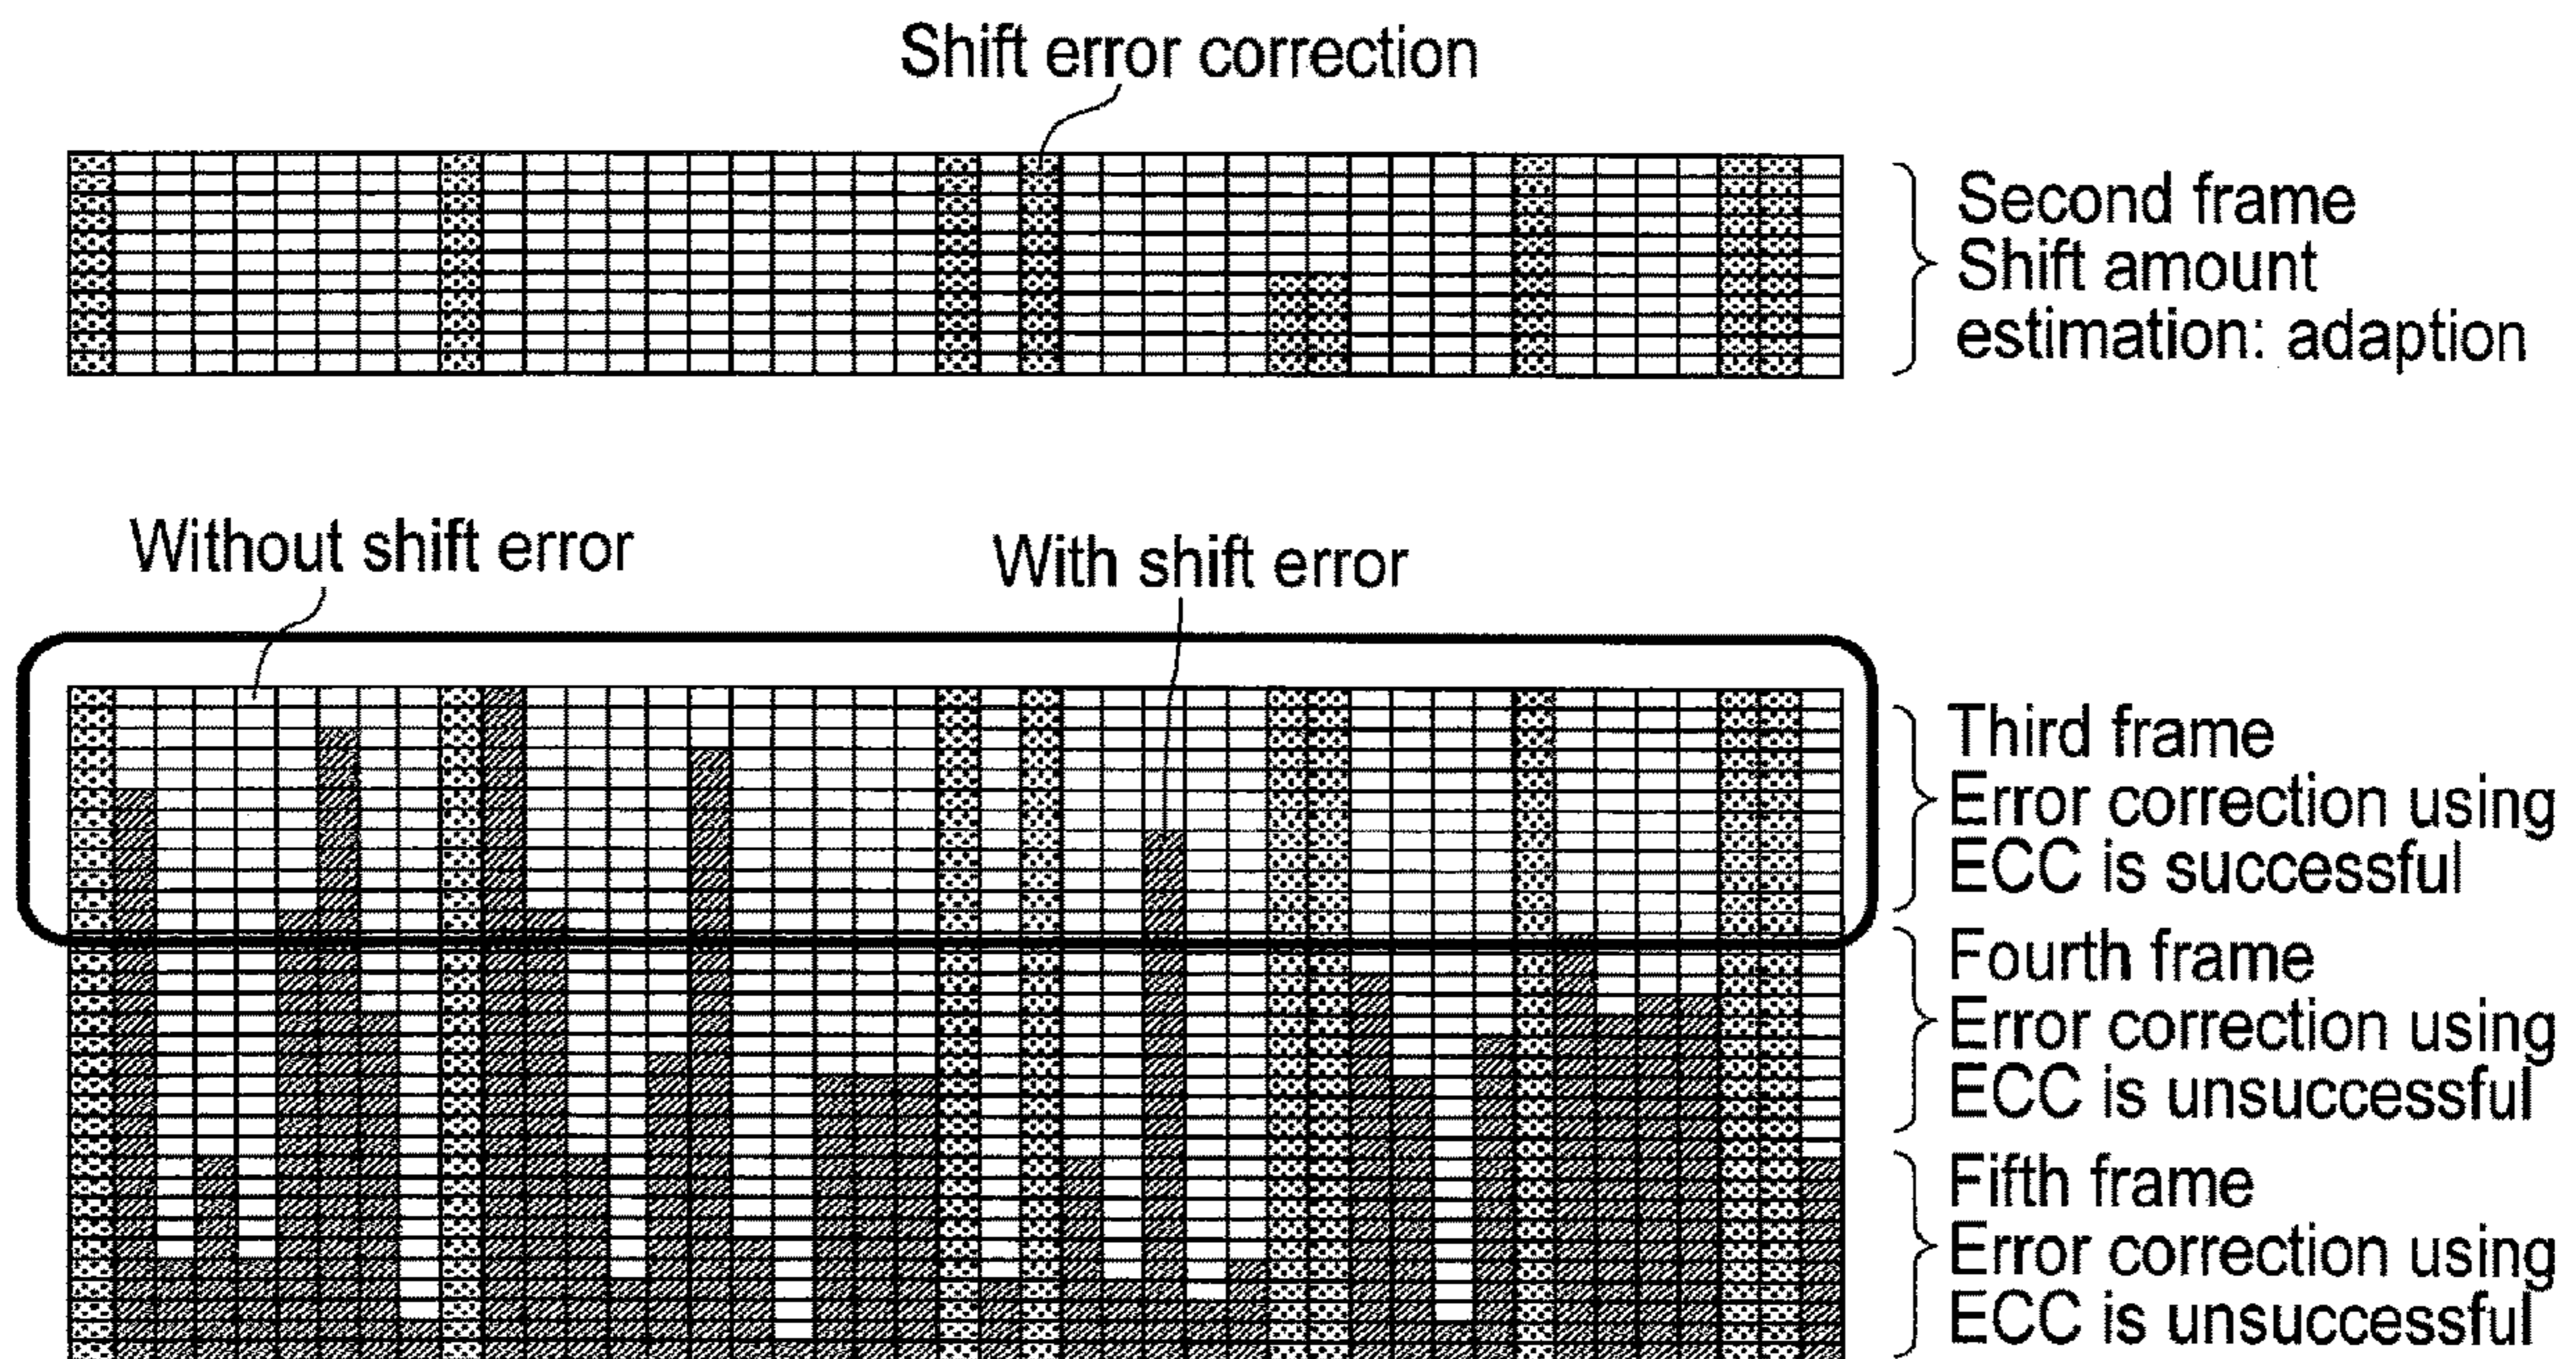 Shift error correction
Second frame
Shift amount
estimation: adaption
Without shift error
With shift error
Third frame
Error correction using
ECC is successful
Fourth frame
Error correction using
ECC is unsuccessful
Fifth frame
Error correction using
ECC is unsuccessful